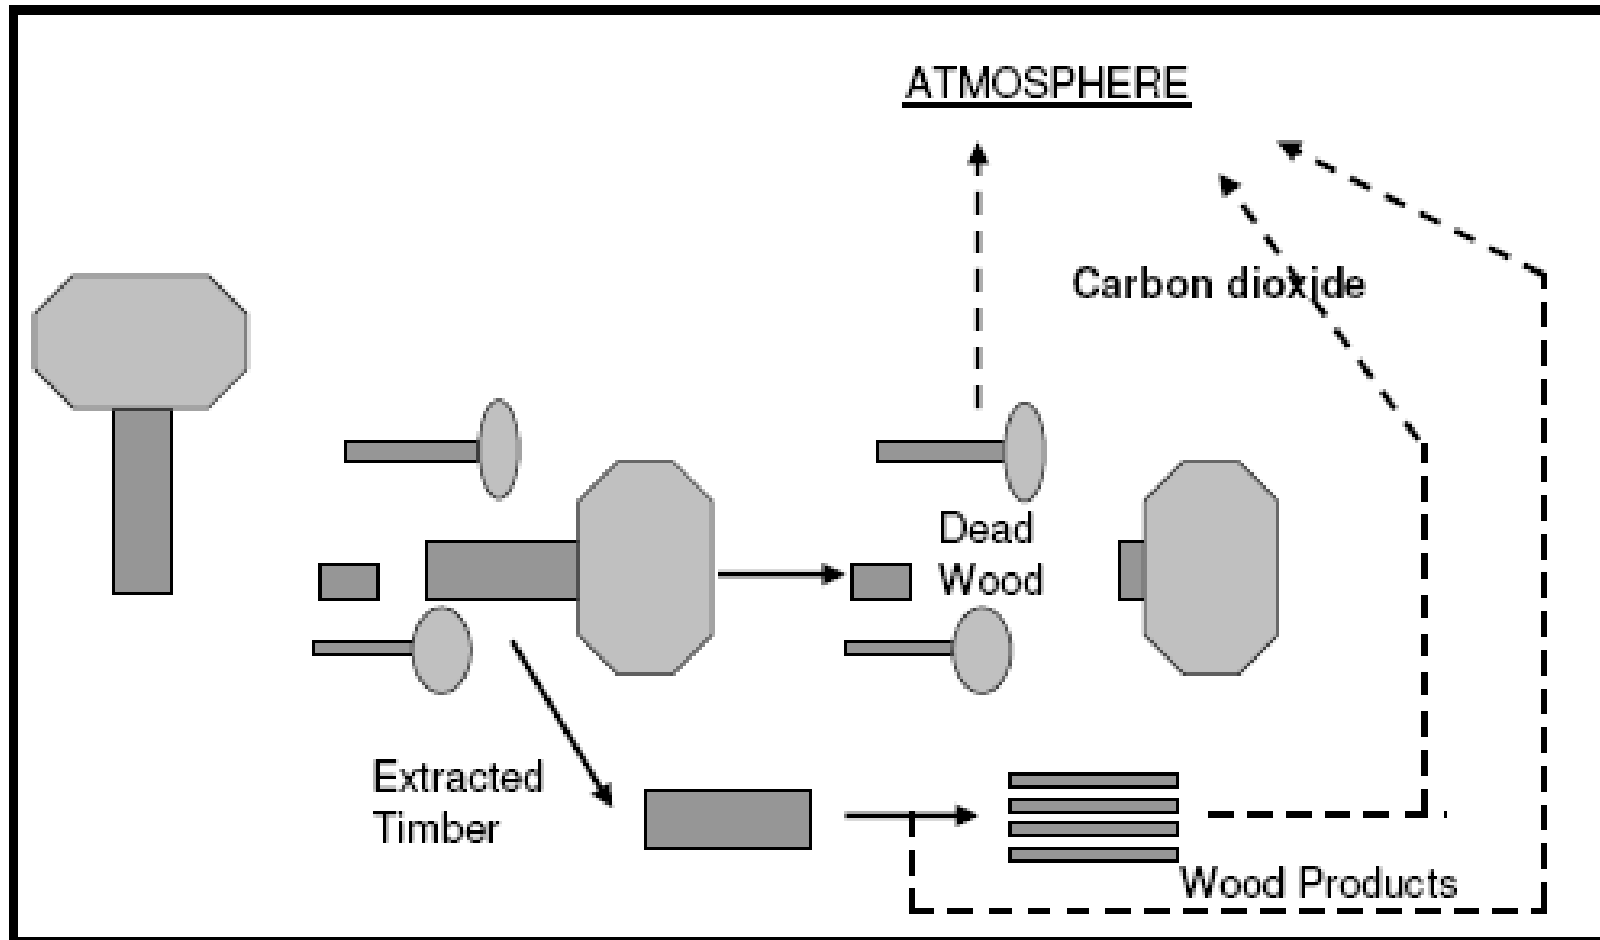 ATMOSPHERE
Carbon dioxide
Dead
Wood
Extracted
Timber
Wood Products